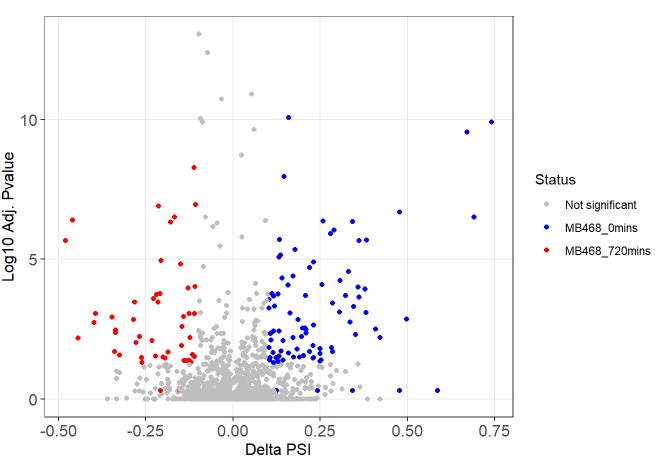 Log10 Adj. Pvalue
10
5
0
-0.50 -0.25 0.00 0.25 0.50 0.75
Delta PSI
Status
Not significant
MB468_0mins
MB468_720mins